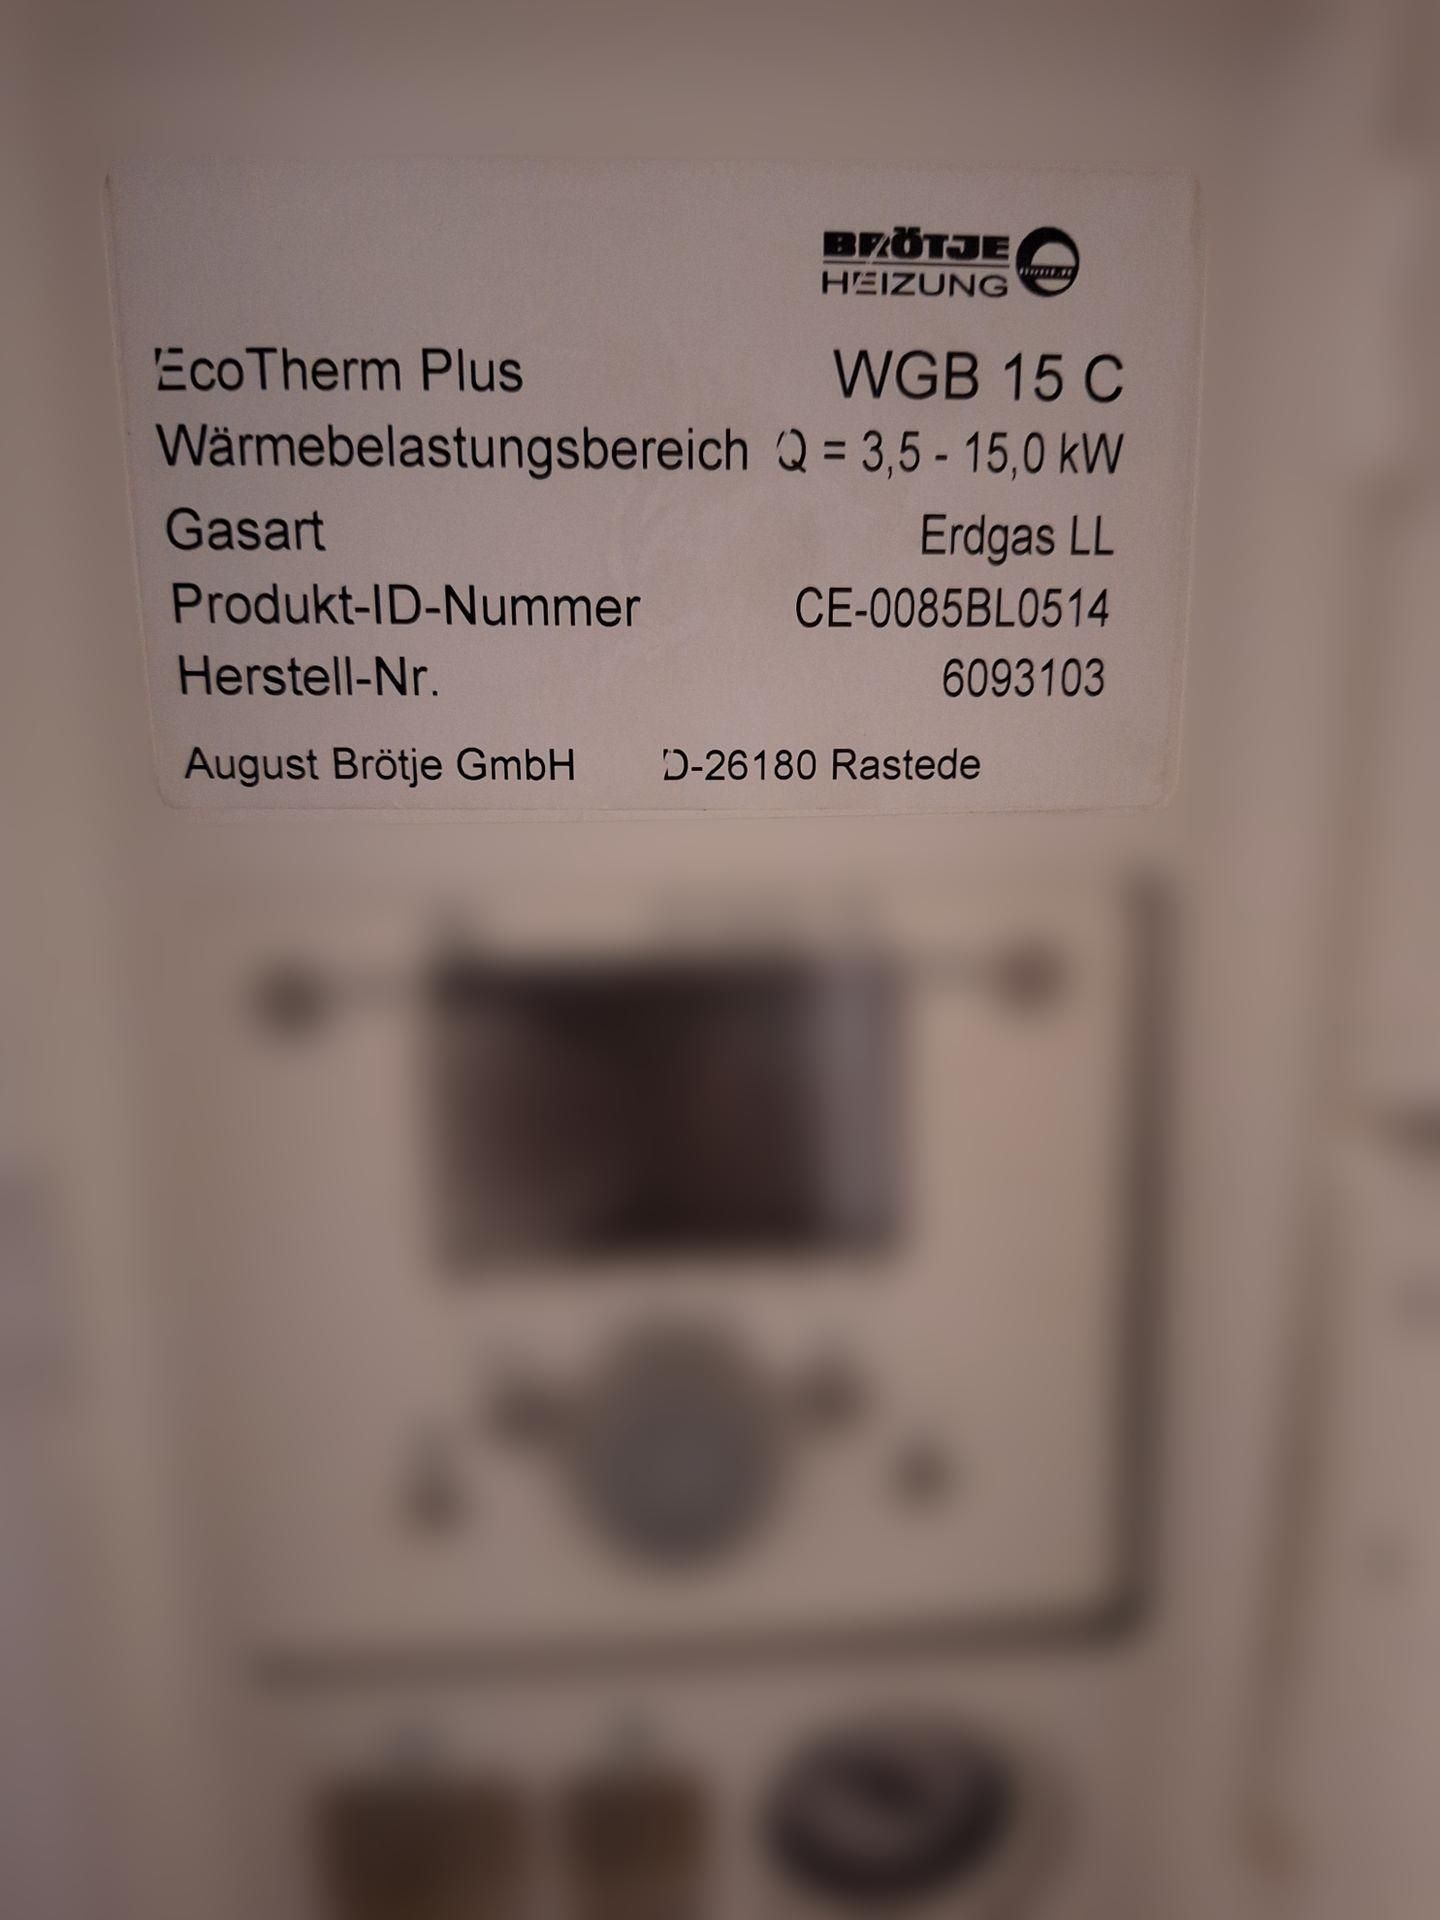 BRÖTJE
HEIZUNG
EcoTherm Plus WGB 15 C
Wärmebelastungsbereich Q = 3,5 - 15,0 kW
Gasart Erdgas LL
Produkt-ID-Nummer CE-0085BL0514
Herstell-Nr. 6093103
August Brötje GmbH D-26180 Rastede